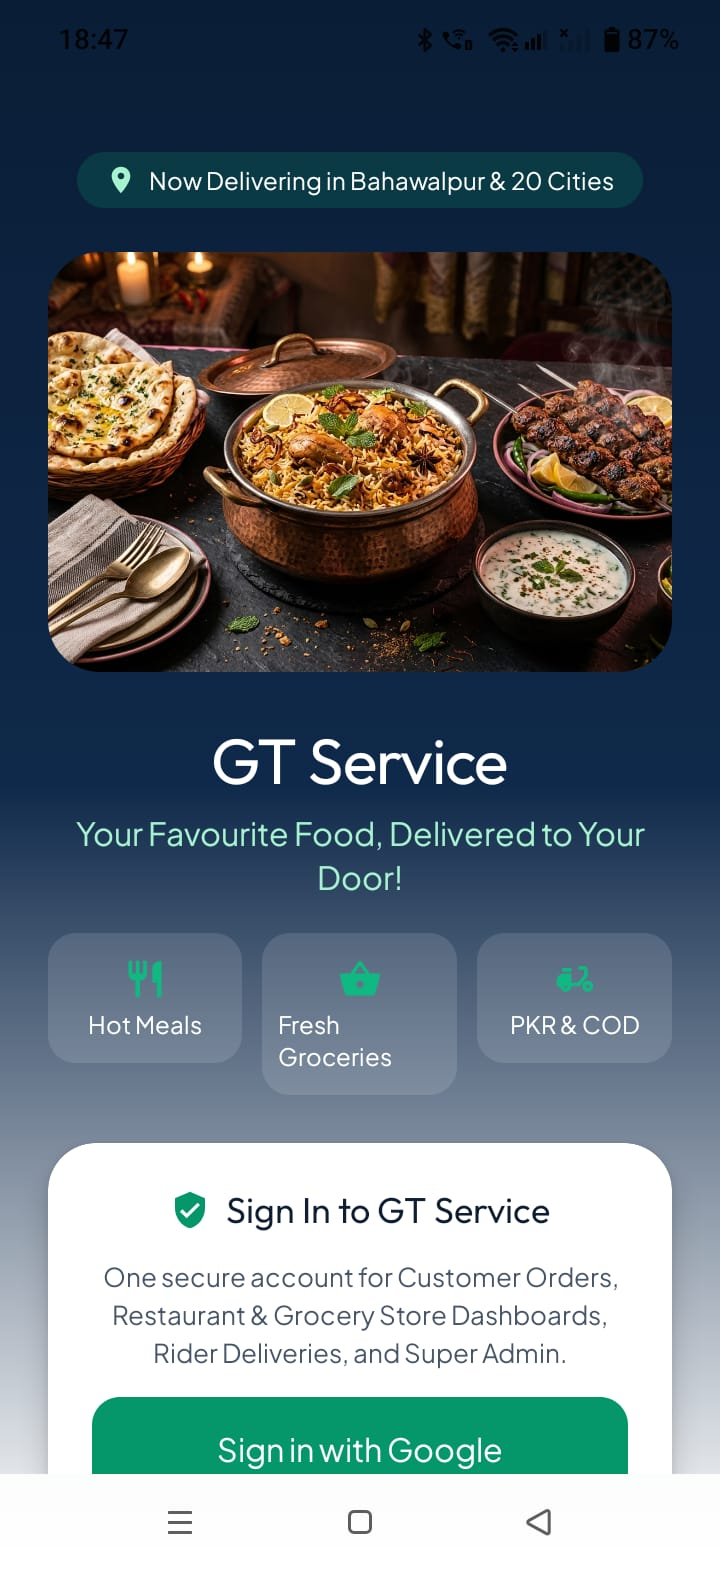 18:47
87%
Now Delivering in Bahawalpur & 20 Cities
GT Service
Your Favourite Food, Delivered to Your
Door!
Hot Meals
Fresh
Groceries
PKR & COD
Sign In to GT Service
One secure account for Customer Orders,
Restaurant & Grocery Store Dashboards,
Rider Deliveries, and Super Admin.
Sign in with Google